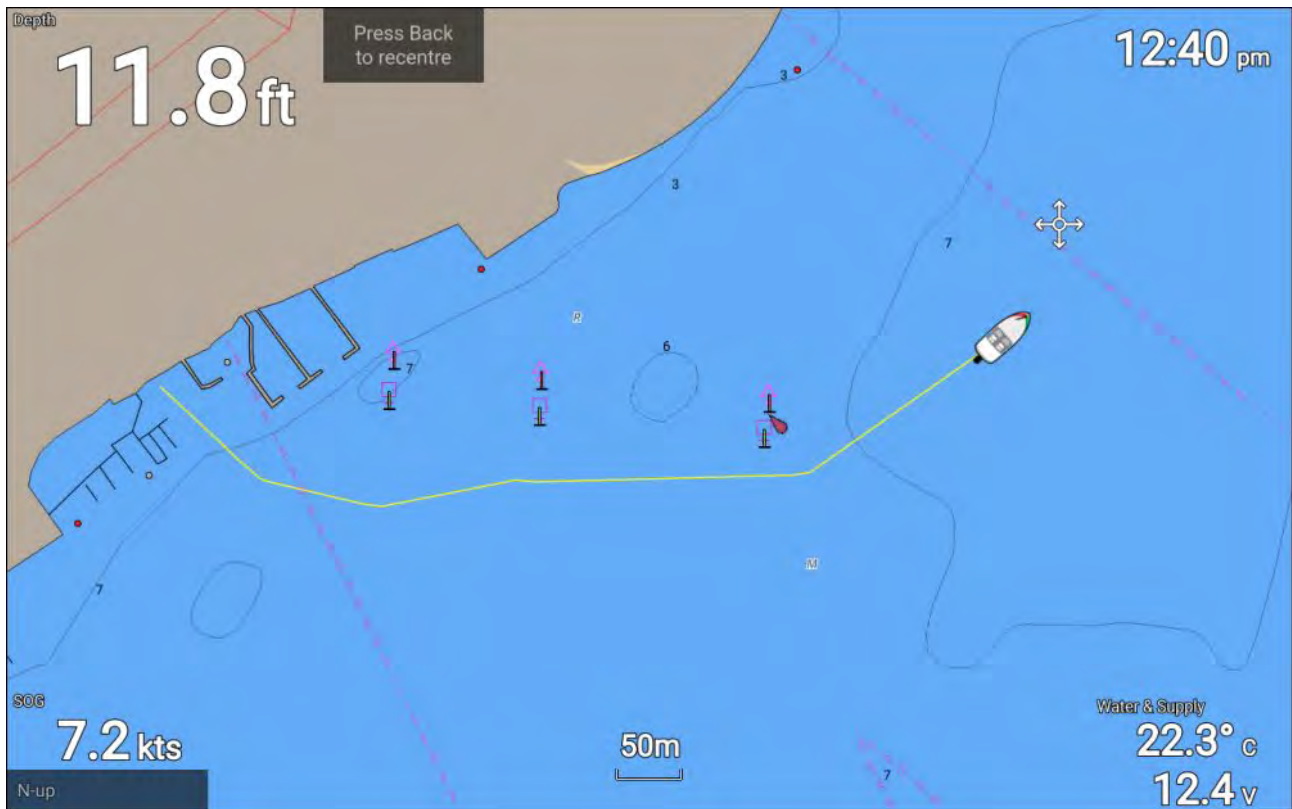 Depth
11.8 ft
Press Back
to recentre
12:40 pm
3
3
7
R
6
7
M
7
SOG
7.2 kts
50m
Water & Supply
22.3° c
12.4 v
7
N-up